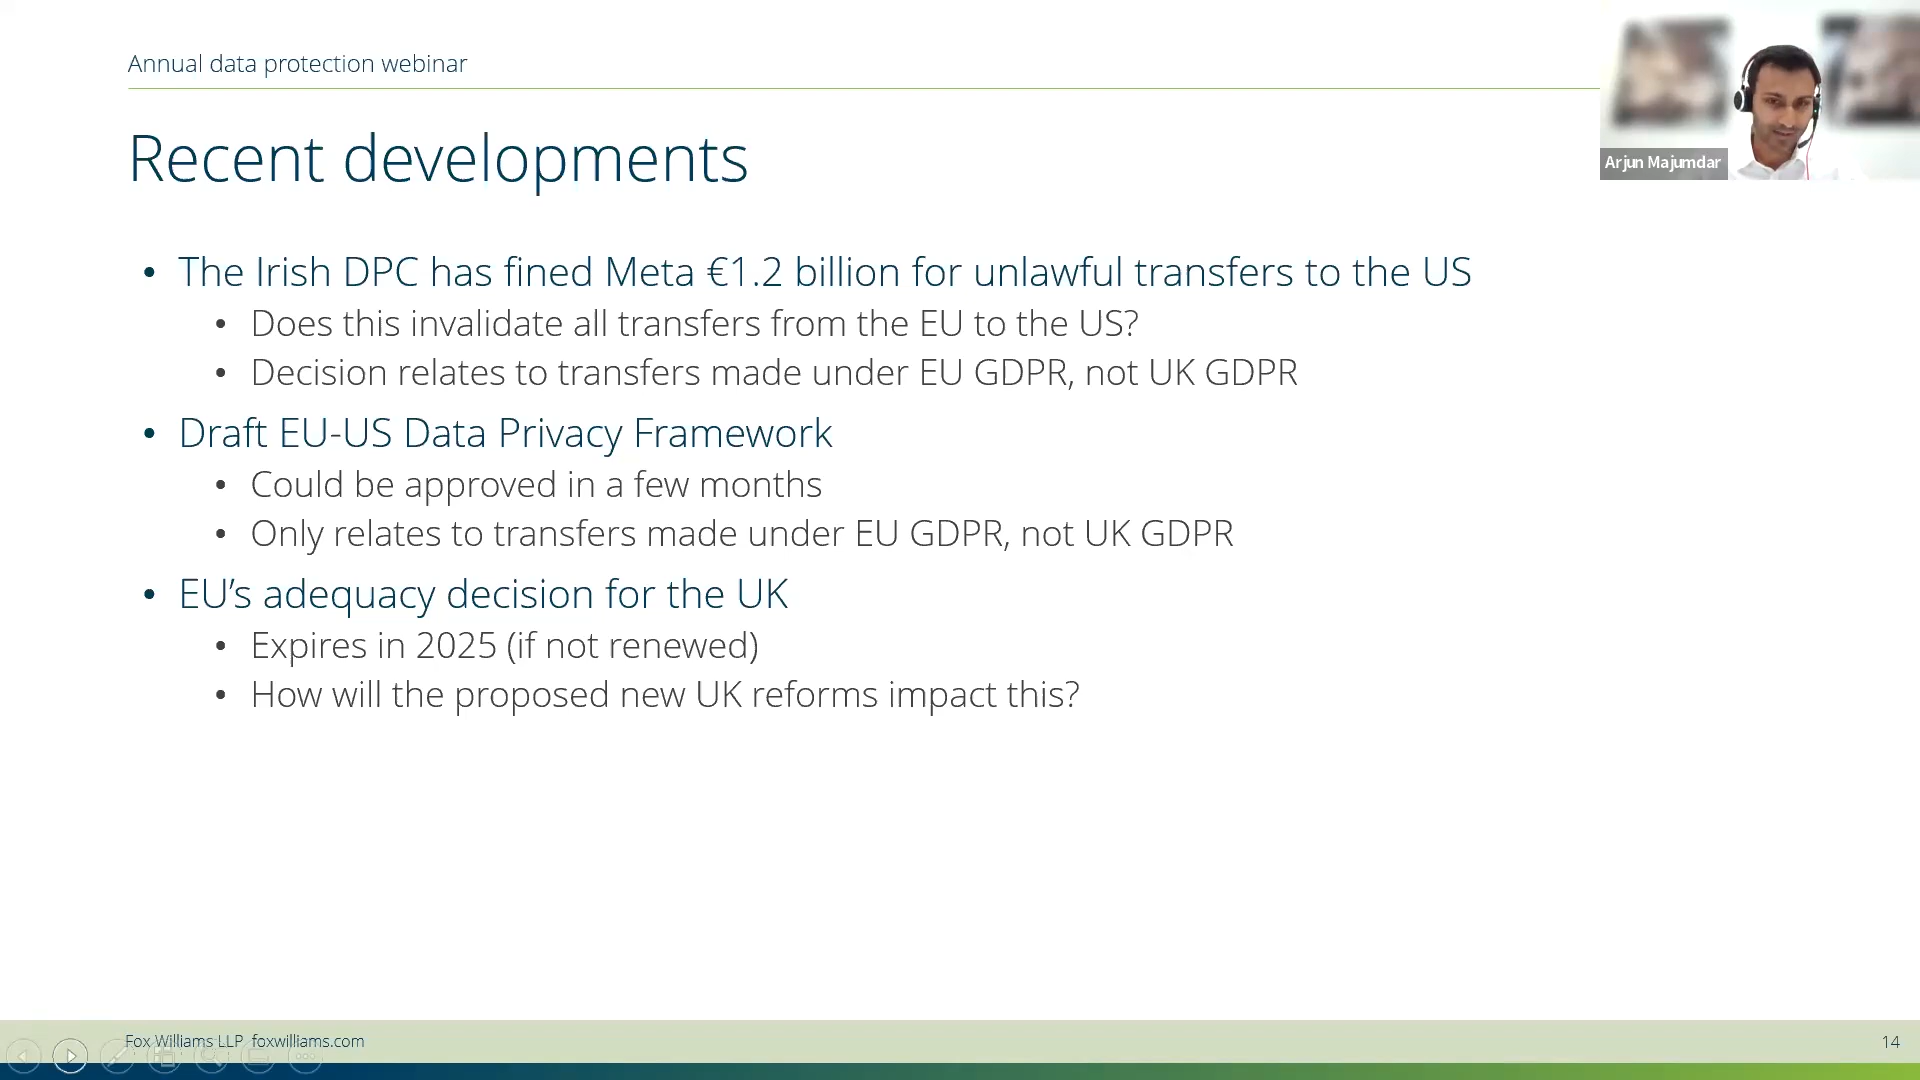 Annual data protection webinar
Arjun Majumdar
Recent developments
• The Irish DPC has fined Meta €1.2 billion for unlawful transfers to the US
• Does this invalidate all transfers from the EU to the US?
• Decision relates to transfers made under EU GDPR, not UK GDPR
• Draft EU-US Data Privacy Framework
• Could be approved in a few months
• Only relates to transfers made under EU GDPR, not UK GDPR
• EU’s adequacy decision for the UK
• Expires in 2025 (if not renewed)
• How will the proposed new UK reforms impact this?
Fox Williams LLP foxwilliams.com
14